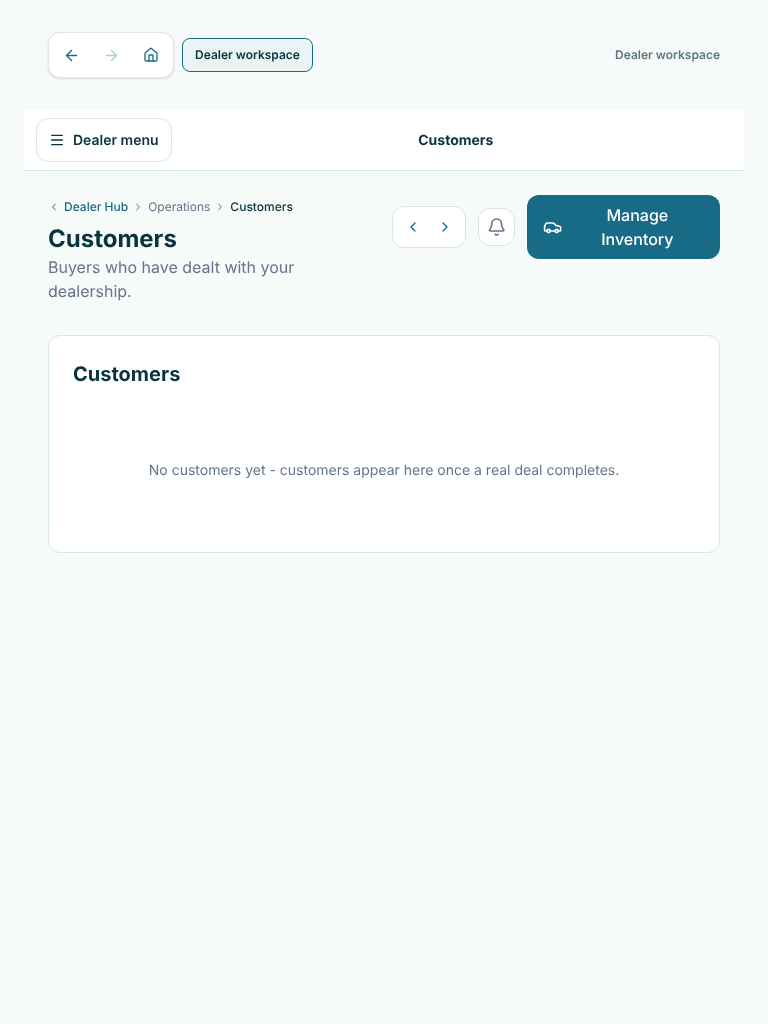 Dealer workspace
Dealer workspace
Dealer menu
Customers
Dealer Hub
Operations
Customers
Customers
Buyers who have dealt with your
dealership.
Manage
Inventory
Customers
No customers yet - customers appear here once a real deal completes.